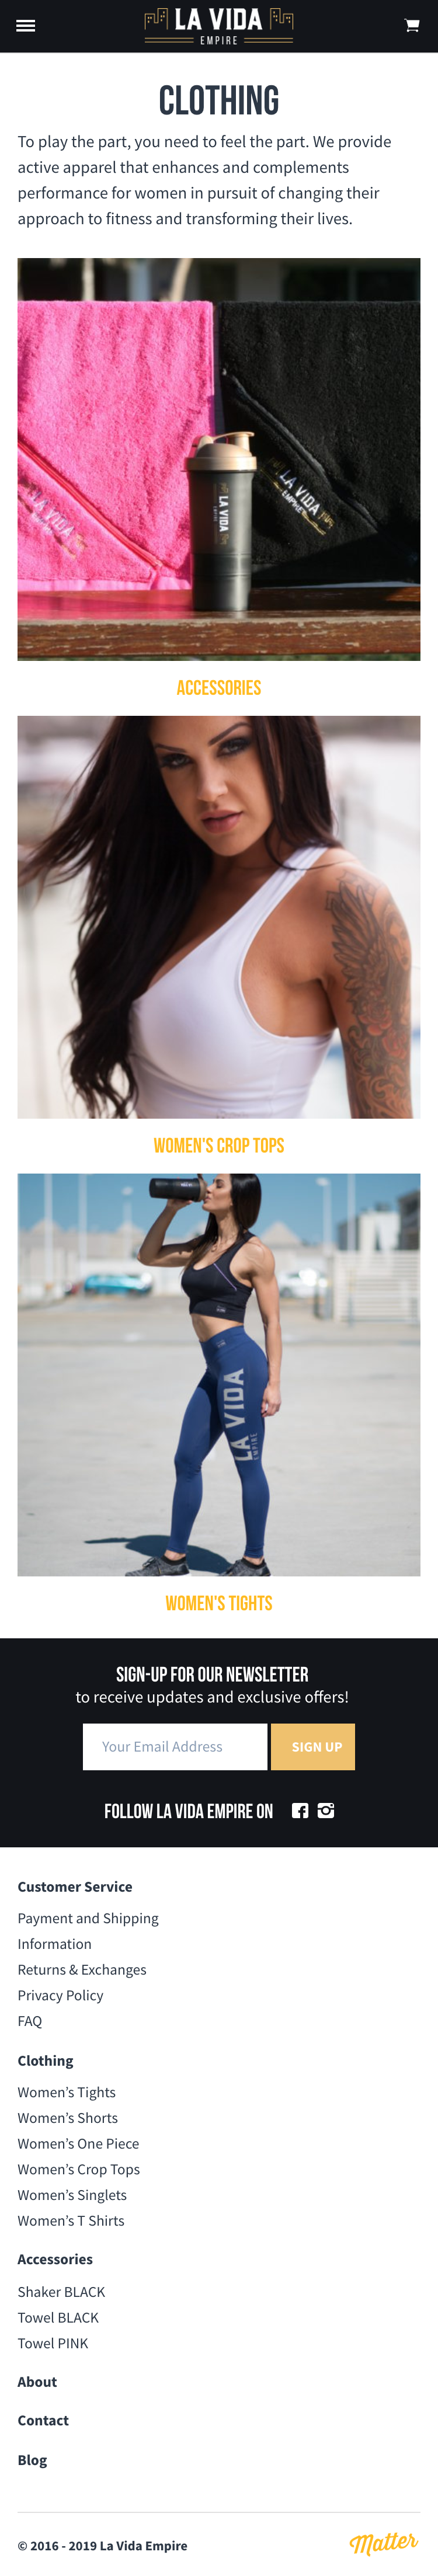 LA VIDA
EMPIRE
CLOTHING
To play the part, you need to feel the part. We provide
active apparel that enhances and complements
performance for women in pursuit of changing their
approach to fitness and transforming their lives.
LA VIDA
LA VIDA
EMPIRE
LA VIDA
ACCESSORIES
WOMEN'S CROP TOPS
LA VIDA
EMPIRE
WOMEN'S TIGHTS
SIGN-UP FOR OUR NEWSLETTER
to receive updates and exclusive offers!
Your Email Address
SIGN UP
FOLLOW LA VIDA EMPIRE ON
Customer Service
Payment and Shipping
Information
Returns & Exchanges
Privacy Policy
FAQ
Clothing
Women’s Tights
Women’s Shorts
Women’s One Piece
Women’s Crop Tops
Women’s Singlets
Women’s T Shirts
Accessories
Shaker BLACK
Towel BLACK
Towel PINK
About
Contact
Blog
© 2016 - 2019 La Vida Empire
Matter